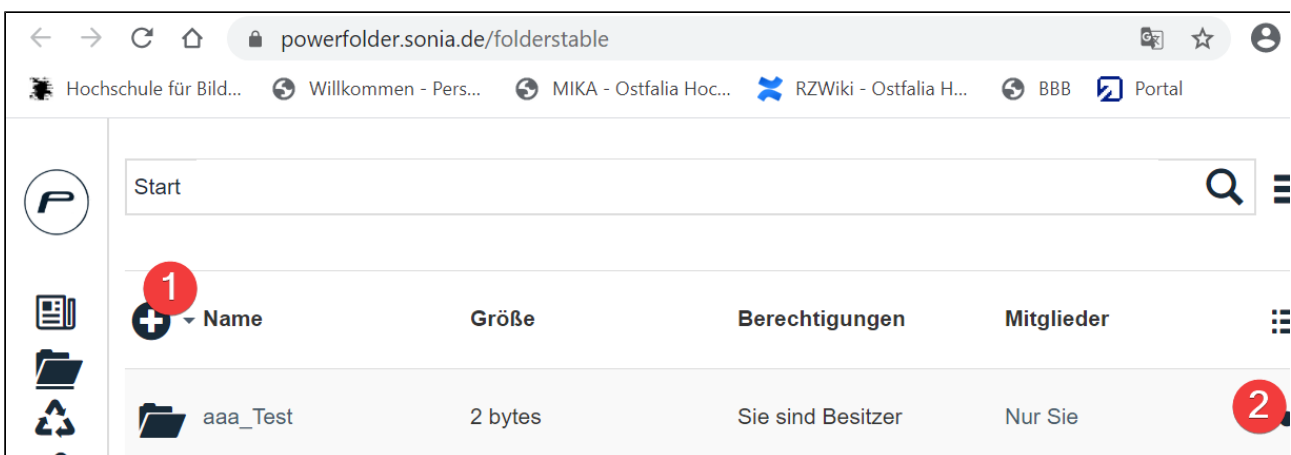 powerfolder.sonia.de/folderstable
Hochschule für Bild... Willkommen - Pers... MIKA - Ostfalia Hoc... RZWiki - Ostfalia H... BBB Portal
Start
1
Name Größe Berechtigungen Mitglieder
aaa_Test 2 bytes Sie sind Besitzer Nur Sie 2